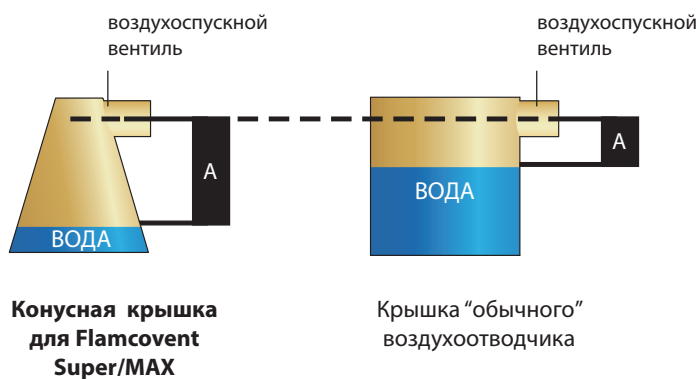 воздухоспускной
вентиль
воздухоспускной
вентиль
А
А
ВОДА
ВОДА
Конусная крышка
для Flamcovent
Super/MAX
Крышка “обычного”
воздухоотводчика